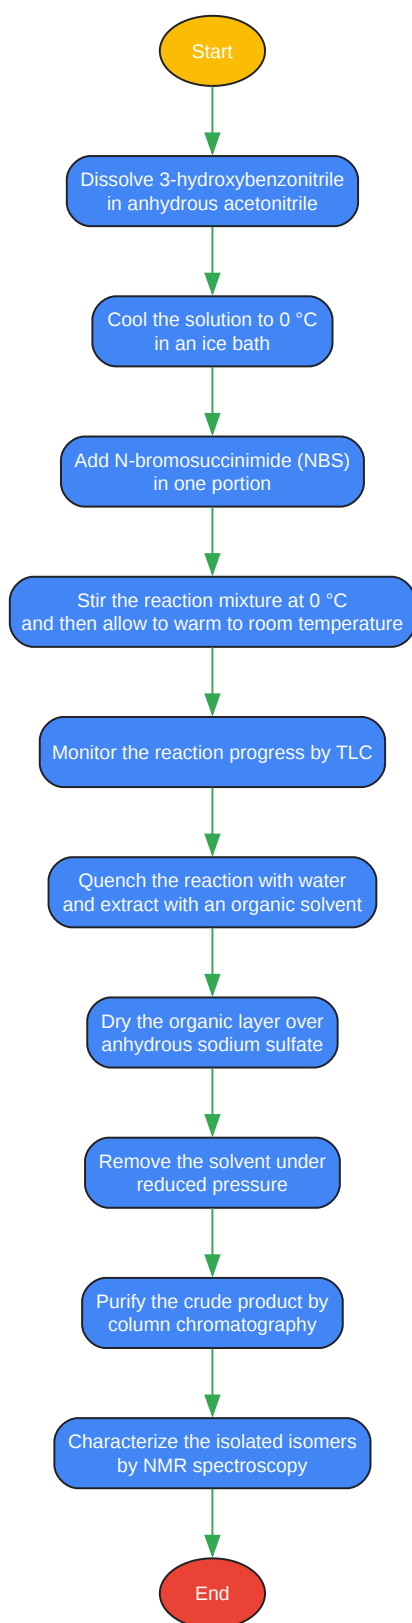 Start
Dissolve 3-hydroxybenzonitrile
in anhydrous acetonitrile
Cool the solution to 0 °C
in an ice bath
Add N-bromosuccinimide (NBS)
in one portion
Stir the reaction mixture at 0 °C
and then allow to warm to room temperature
Monitor the reaction progress by TLC
Quench the reaction with water
and extract with an organic solvent
Dry the organic layer over
anhydrous sodium sulfate
Remove the solvent under
reduced pressure
Purify the crude product by
column chromatography
Characterize the isolated isomers
by NMR spectroscopy
End